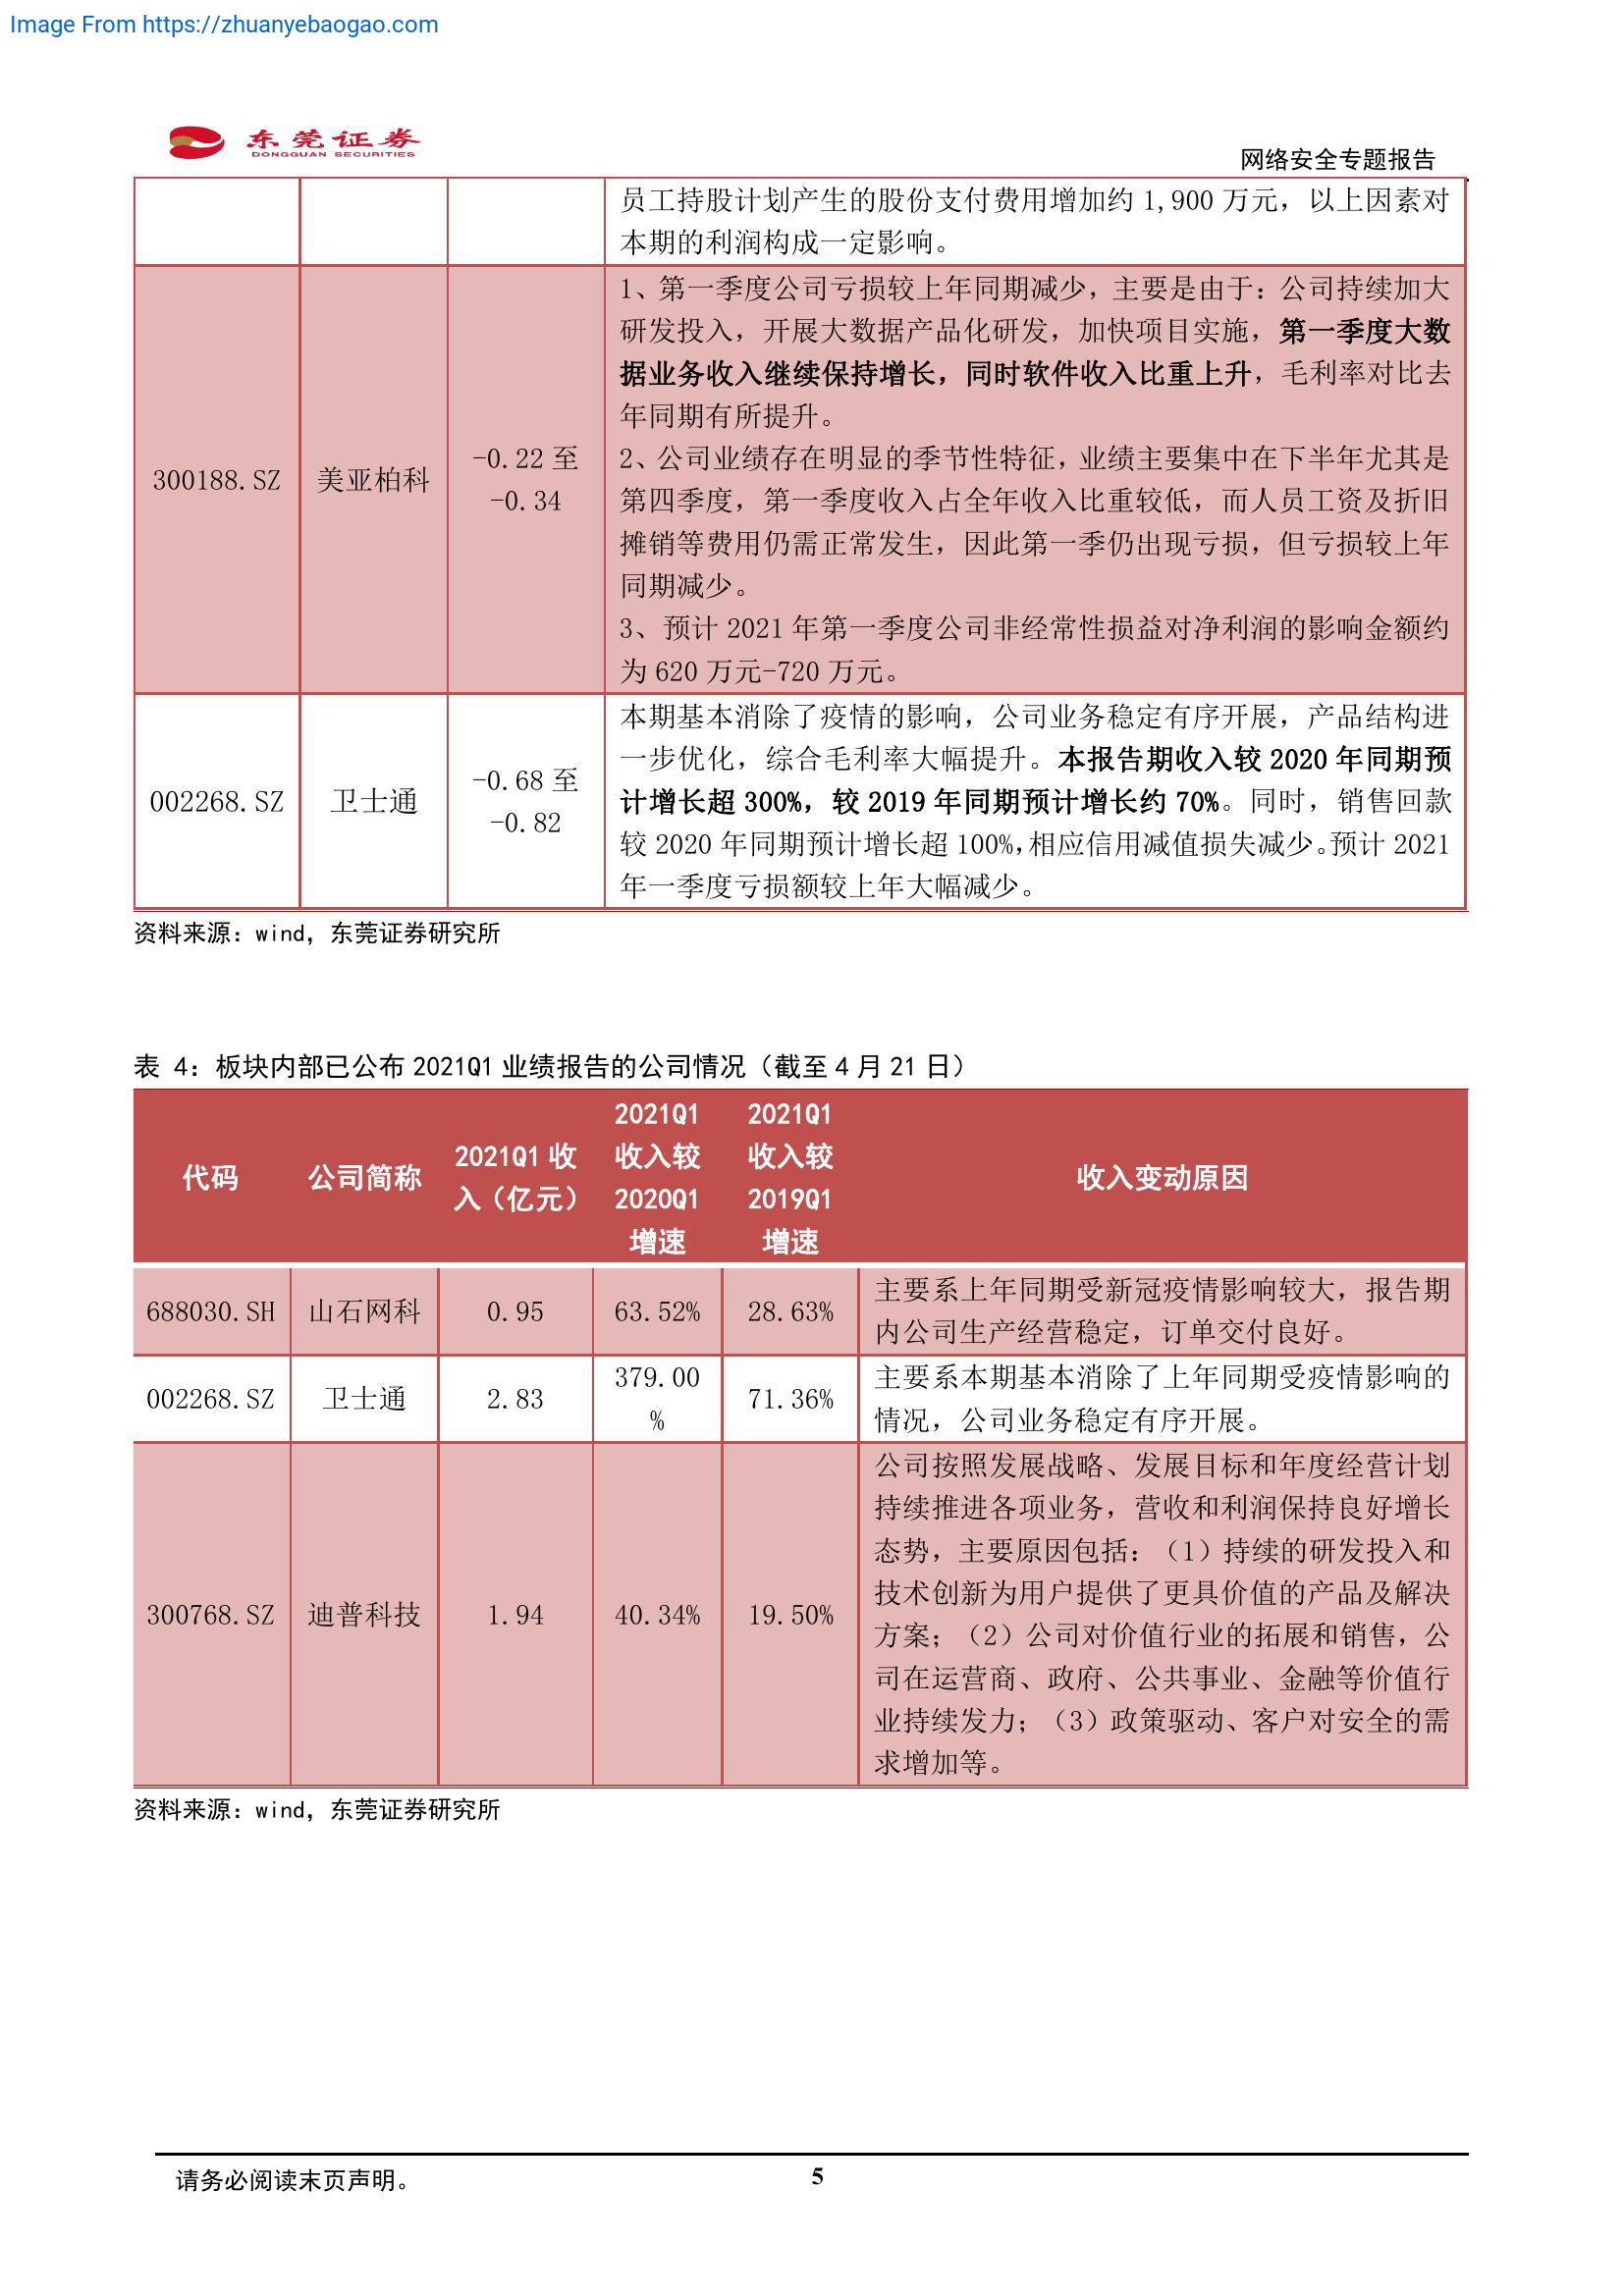 Image From https://zhuanyebaogao.com
东莞证券
DONGGUAN SECURITIES
网络安全专题报告
员工持股计划产生的股份支付费用增加约 1,900 万元，以上因素对
本期的利润构成一定影响。
300188.SZ
美亚柏科
-0.22 至
-0.34
1、第一季度公司亏损较上年同期减少，主要是由于：公司持续加大
研发投入，开展大数据产品化研发，加快项目实施，第一季度大数
据业务收入继续保持增长，同时软件收入比重上升，毛利率对比去
年同期有所提升。
2、公司业绩存在明显的季节性特征，业绩主要集中在下半年尤其是
第四季度，第一季度收入占全年收入比重较低，而人员工资及折旧
摊销等费用仍需正常发生，因此第一季仍出现亏损，但亏损较上年
同期减少。
3、预计 2021 年第一季度公司非经常性损益对净利润的影响金额约
为 620 万元-720 万元。
002268.SZ
卫士通
-0.68 至
-0.82
本期基本消除了疫情的影响，公司业务稳定有序开展，产品结构进
一步优化，综合毛利率大幅提升。本报告期收入较 2020 年同期预
计增长超 300%，较 2019 年同期预计增长约 70%。同时，销售回款
较 2020 年同期预计增长超 100%，相应信用减值损失减少。预计 2021
年一季度亏损额较上年大幅减少。
资料来源：wind，东莞证券研究所
表 4：板块内部已公布 2021Q1 业绩报告的公司情况（截至 4 月 21 日）
代码
公司简称
2021Q1 收
入（亿元）
2021Q1
收入较
2020Q1
增速
2021Q1
收入较
2019Q1
增速
收入变动原因
688030.SH
山石网科
0.95
63.52%
28.63%
主要系上年同期受新冠疫情影响较大，报告期
内公司生产经营稳定，订单交付良好。
002268.SZ
卫士通
2.83
379.00
%
71.36%
主要系本期基本消除了上年同期受疫情影响的
情况，公司业务稳定有序开展。
300768.SZ
迪普科技
1.94
40.34%
19.50%
公司按照发展战略、发展目标和年度经营计划
持续推进各项业务，营收和利润保持良好增长
态势，主要原因包括：（1）持续的研发投入和
技术创新为用户提供了更具价值的产品及解决
方案；（2）公司对价值行业的拓展和销售，公
司在运营商、政府、公共事业、金融等价值行
业持续发力；（3）政策驱动、客户对安全的需
求增加等。
资料来源：wind，东莞证券研究所
请务必阅读末页声明。
5